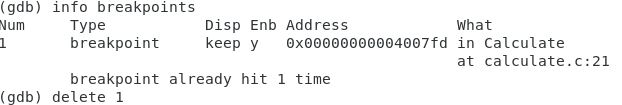 (gdb) info breakpoints
Num     Type           Disp Enb Address            What
1       breakpoint     keep y   0x00000000004007fd in Calculate
                                                   at calculate.c:21
        breakpoint already hit 1 time
(gdb) delete 1